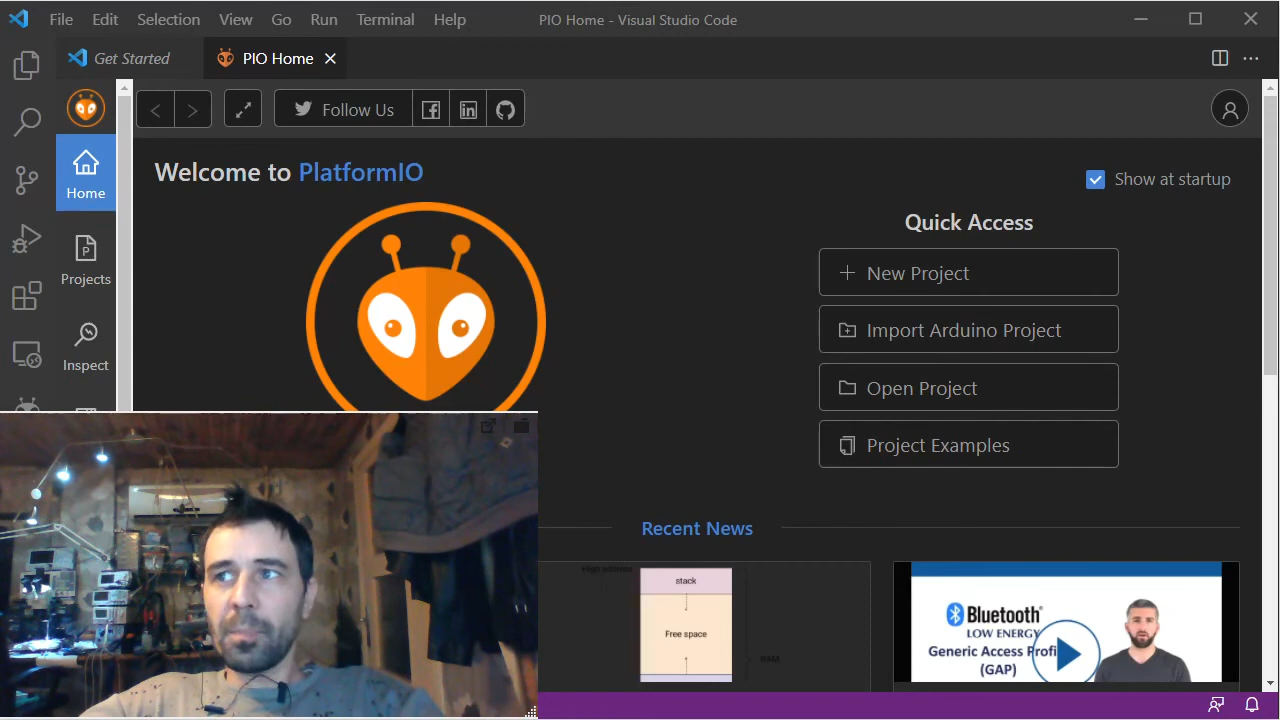 File Edit Selection View Go Run Terminal Help PIO Home - Visual Studio Code
Get Started PIO Home
Follow Us
Home
Projects
Inspect
Welcome to PlatformIO
Show at startup
Quick Access
New Project
Import Arduino Project
Open Project
Project Examples
Recent News
stack
Free space
Bluetooth®
LOW ENERGY
Generic Access Profi
(GAP)